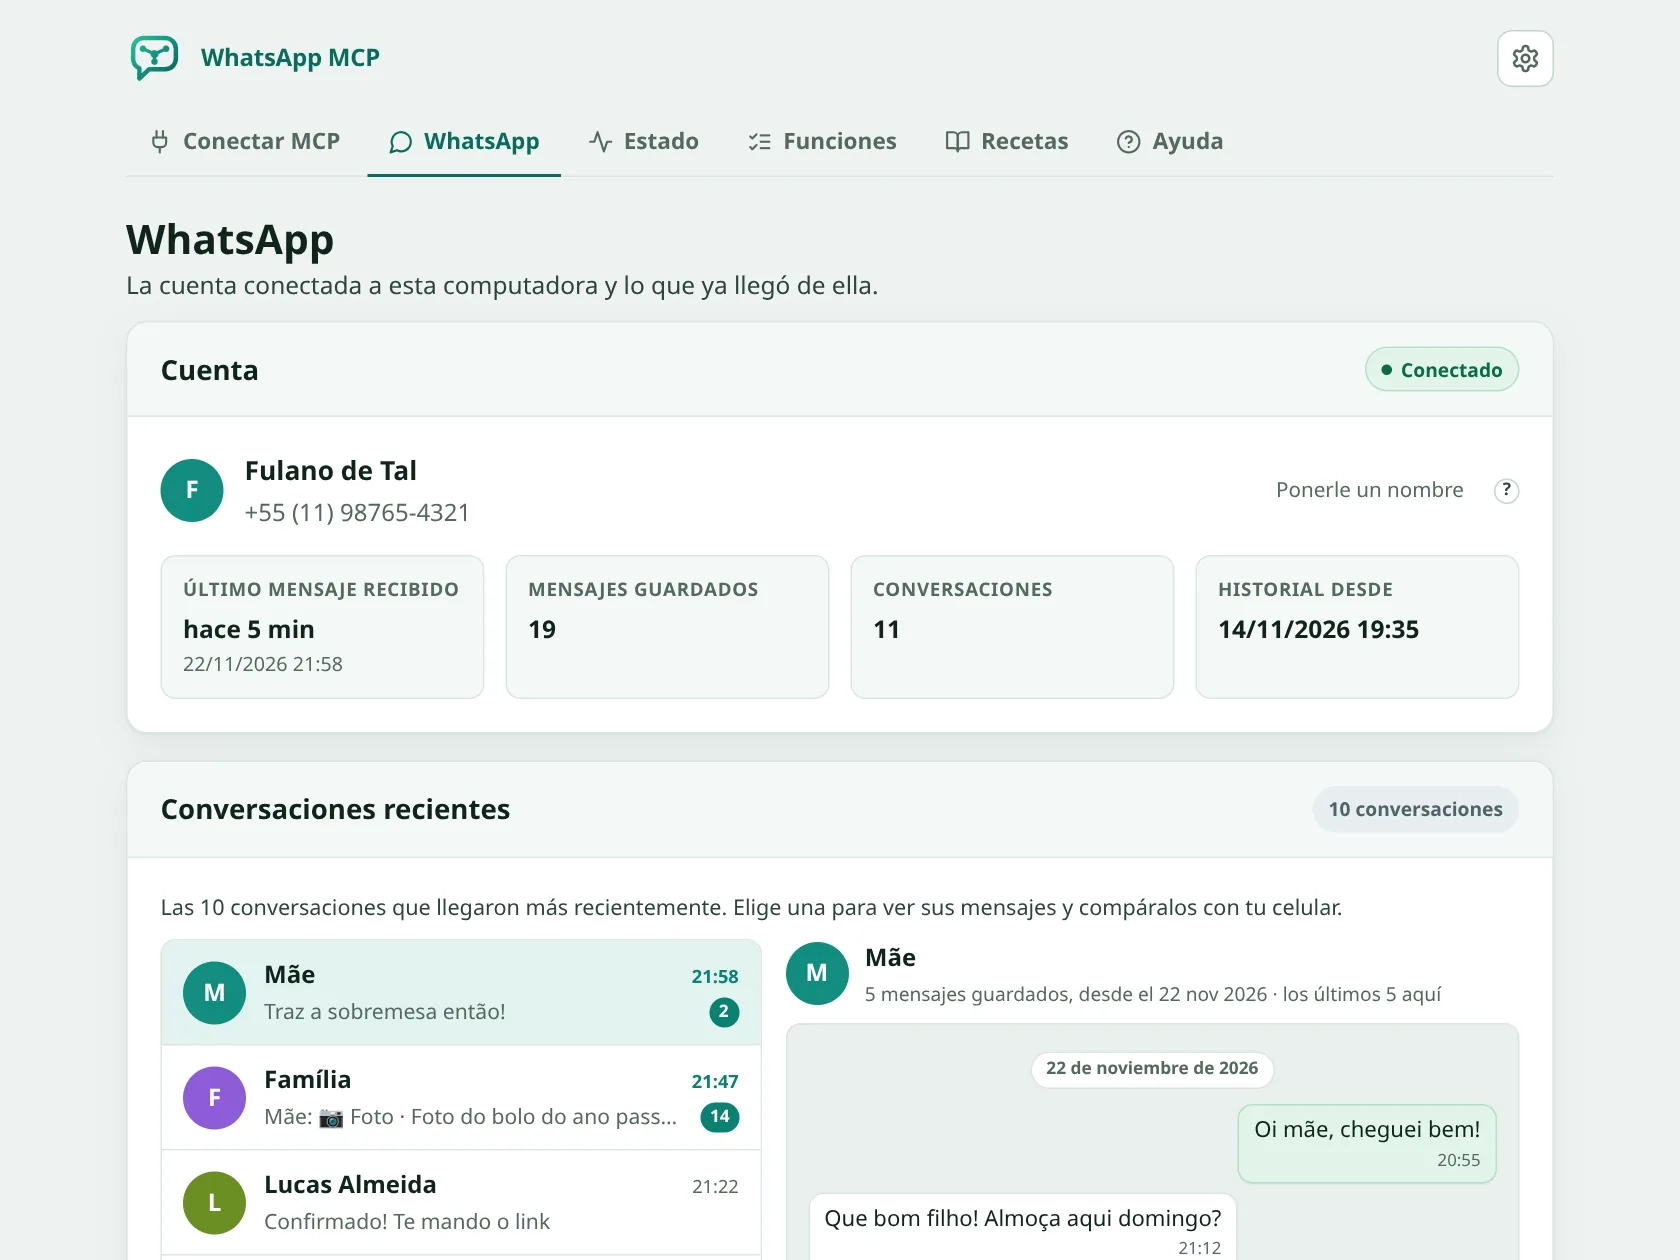 WhatsApp MCP
Conectar MCP
WhatsApp
Estado
Funciones
Recetas
Ayuda
WhatsApp
La cuenta conectada a esta computadora y lo que ya llegó de ella.
Cuenta
Conectado
F
Fulano de Tal
+55 (11) 98765-4321
Ponerle un nombre
?
ÚLTIMO MENSAJE RECIBIDO
hace 5 min
22/11/2026 21:58
MENSAJES GUARDADOS
19
CONVERSACIONES
11
HISTORIAL DESDE
14/11/2026 19:35
Conversaciones recientes
10 conversaciones
Las 10 conversaciones que llegaron más recientemente. Elige una para ver sus mensajes y compáralos con tu celular.
M
Mãe
21:58
Traz a sobremesa então!
2
F
Família
21:47
Mãe: 📷 Foto · Foto do bolo do ano pass...
14
L
Lucas Almeida
21:22
Confirmado! Te mando o link
M
Mãe
5 mensajes guardados, desde el 22 nov 2026 · los últimos 5 aquí
22 de noviembre de 2026
Oi mãe, cheguei bem!
20:55
Que bom filho! Almoça aqui domingo?
21:12